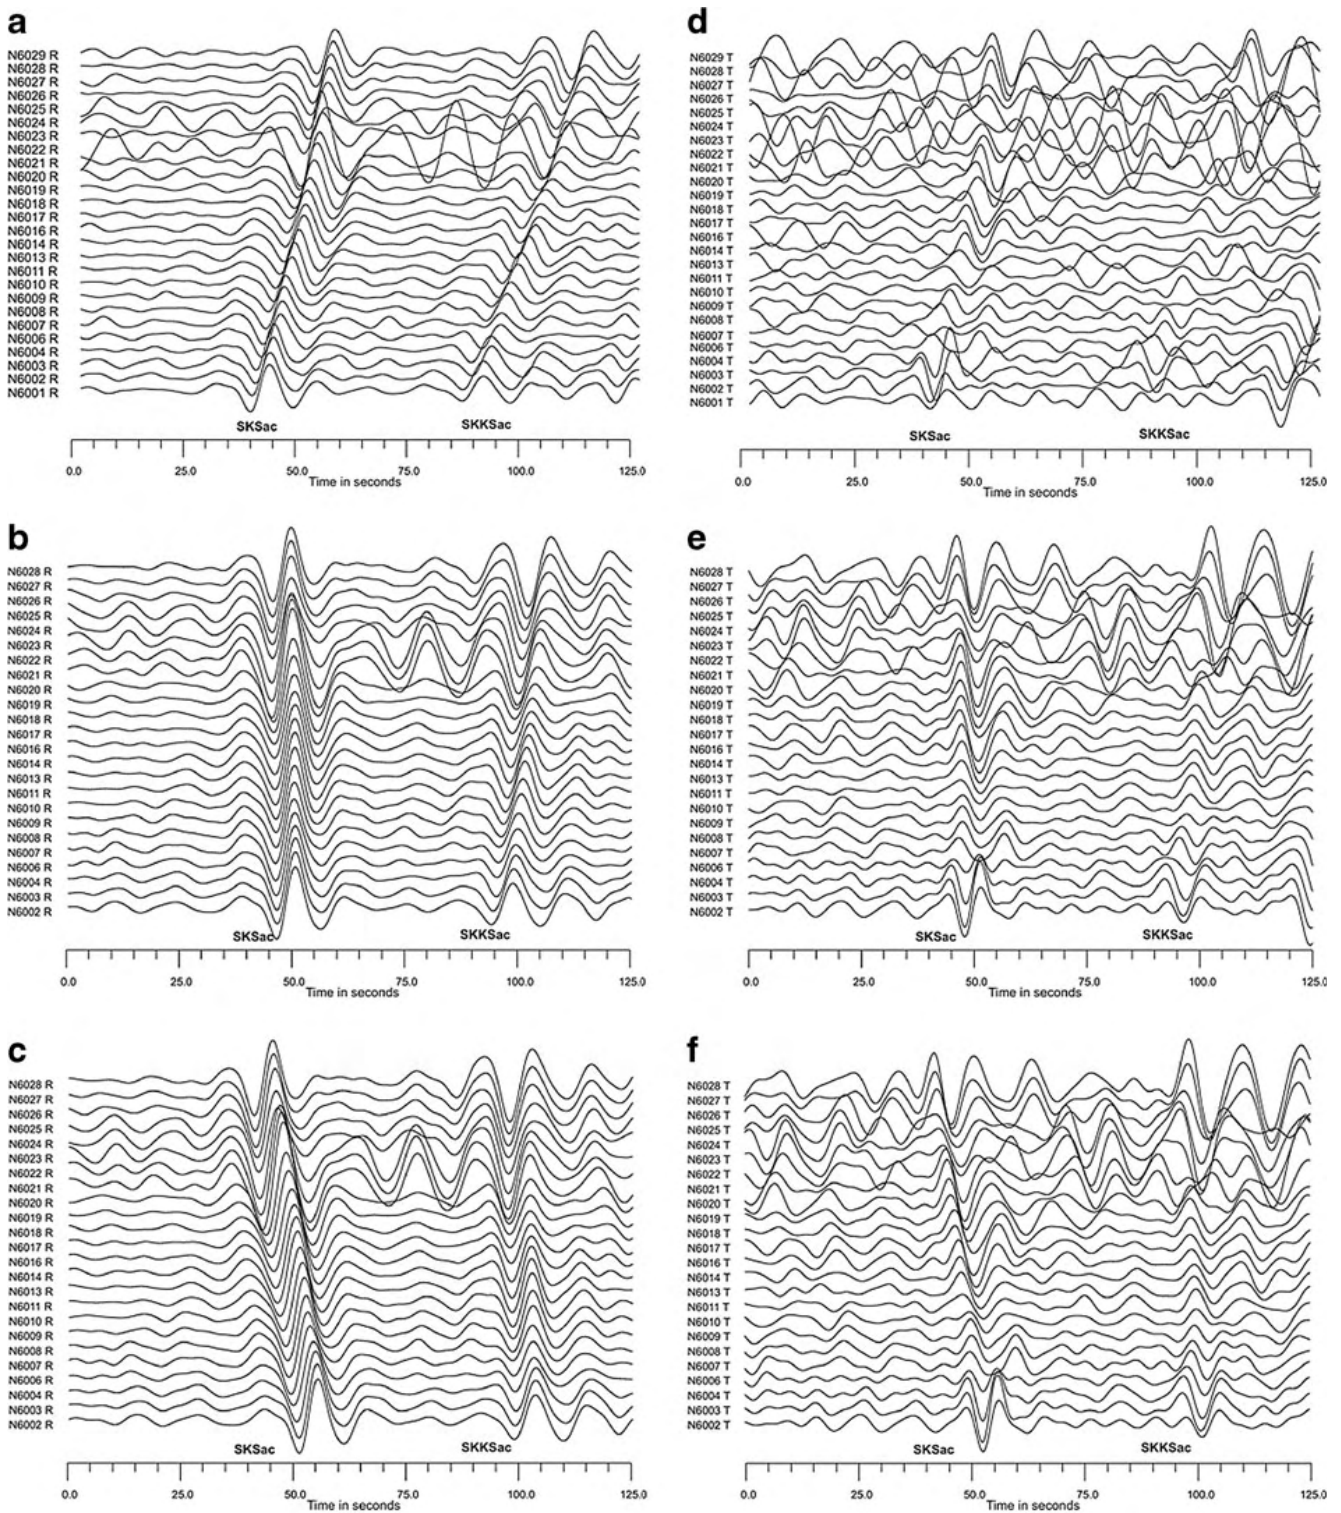 a
N6029 R
N6028 R
N6027 R
N6026 R
N6025 R
N6024 R
N6023 R
N6022 R
N6021 R
N6020 R
N6019 R
N6018 R
N6017 R
N6016 R
N6014 R
N6013 R
N6011 R
N6010 R
N6009 R
N6008 R
N6007 R
N6006 R
N6004 R
N6003 R
N6002 R
N6001 R
SKSac SKKSac
0.0 25.0 50.0 75.0 100.0 125.0
Time in seconds
d
N6029 T
N6028 T
N6027 T
N6026 T
N6025 T
N6024 T
N6023 T
N6022 T
N6021 T
N6020 T
N6019 T
N6018 T
N6017 T
N6016 T
N6014 T
N6013 T
N6011 T
N6010 T
N6009 T
N6008 T
N6007 T
N6006 T
N6004 T
N6003 T
N6002 T
N6001 T
SKSac SKKSac
0.0 25.0 50.0 75.0 100.0 125.0
Time in seconds
b
N6028 R
N6027 R
N6026 R
N6025 R
N6024 R
N6023 R
N6022 R
N6021 R
N6020 R
N6019 R
N6018 R
N6017 R
N6016 R
N6014 R
N6013 R
N6011 R
N6010 R
N6009 R
N6008 R
N6007 R
N6006 R
N6004 R
N6003 R
N6002 R
SKSac SKKSac
0.0 25.0 50.0 75.0 100.0 125.0
Time in seconds
e
N6028 T
N6027 T
N6026 T
N6025 T
N6024 T
N6023 T
N6022 T
N6021 T
N6020 T
N6019 T
N6018 T
N6017 T
N6016 T
N6014 T
N6013 T
N6011 T
N6010 T
N6009 T
N6008 T
N6007 T
N6006 T
N6004 T
N6003 T
N6002 T
SKSac SKKSac
0.0 25.0 50.0 75.0 100.0 125.0
Time in seconds
c
N6028 R
N6027 R
N6026 R
N6025 R
N6024 R
N6023 R
N6022 R
N6021 R
N6020 R
N6019 R
N6018 R
N6017 R
N6016 R
N6014 R
N6013 R
N6011 R
N6010 R
N6009 R
N6008 R
N6007 R
N6006 R
N6004 R
N6003 R
N6002 R
SKSac SKKSac
0.0 25.0 50.0 75.0 100.0 125.0
Time in seconds
f
N6028 T
N6027 T
N6026 T
N6025 T
N6024 T
N6023 T
N6022 T
N6021 T
N6020 T
N6019 T
N6018 T
N6017 T
N6016 T
N6014 T
N6013 T
N6011 T
N6010 T
N6009 T
N6008 T
N6007 T
N6006 T
N6004 T
N6003 T
N6002 T
SKSac SKKSac
0.0 25.0 50.0 75.0 100.0 125.0
Time in seconds